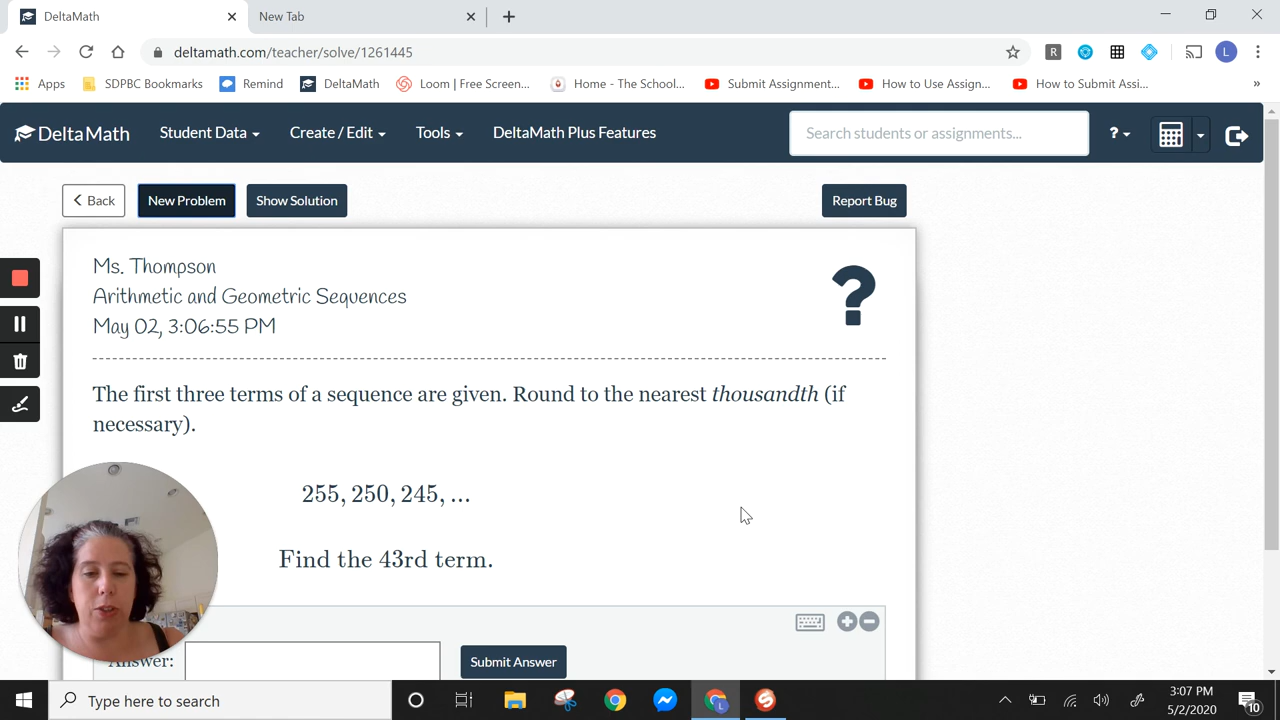 DeltaMath
New Tab
deltamath.com/teacher/solve/1261445
R
L
Apps
SDPBC Bookmarks
Remind
DeltaMath
Loom | Free Screen...
Home - The School...
Submit Assignment...
How to Use Assign...
How to Submit Assi...
»
DeltaMath
Student Data
Create / Edit
Tools
DeltaMath Plus Features
Search students or assignments...
?
Back
New Problem
Show Solution
Report Bug
Ms. Thompson
Arithmetic and Geometric Sequences
May 02, 3:06:55 PM
?
The first three terms of a sequence are given. Round to the nearest thousandth (if
necessary).
255, 250, 245, ...
Find the 43rd term.
Answer:
Submit Answer
Type here to search
L
3:07 PM
5/2/2020
10